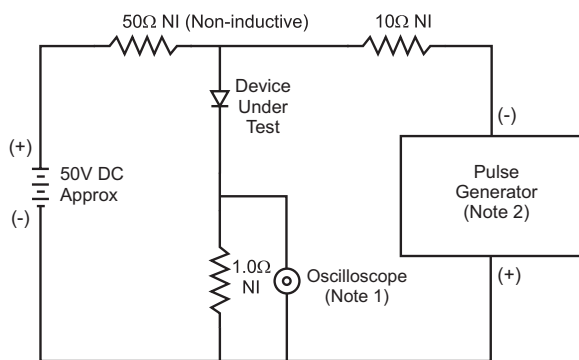 50Ω NI (Non-inductive)
10Ω NI
Device
Under
Test
(+)
50V DC
Approx
(-)
(-)
Pulse
Generator
(Note 2)
(+)
1.0Ω
NI
Oscilloscope
(Note 1)